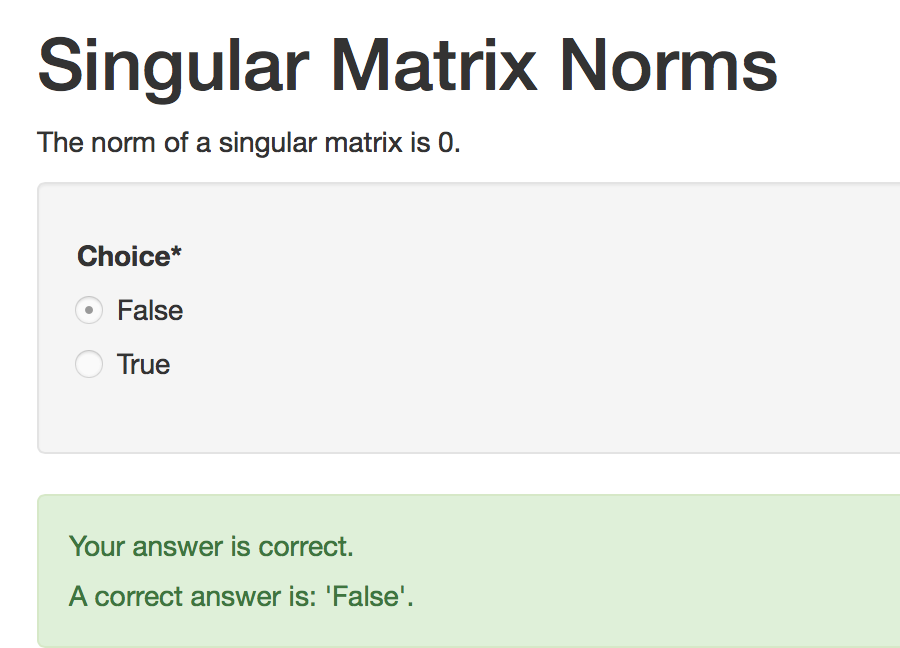 Singular Matrix Norms
The norm of a singular matrix is 0.
Choice*
False
True
Your answer is correct.
A correct answer is: 'False'.